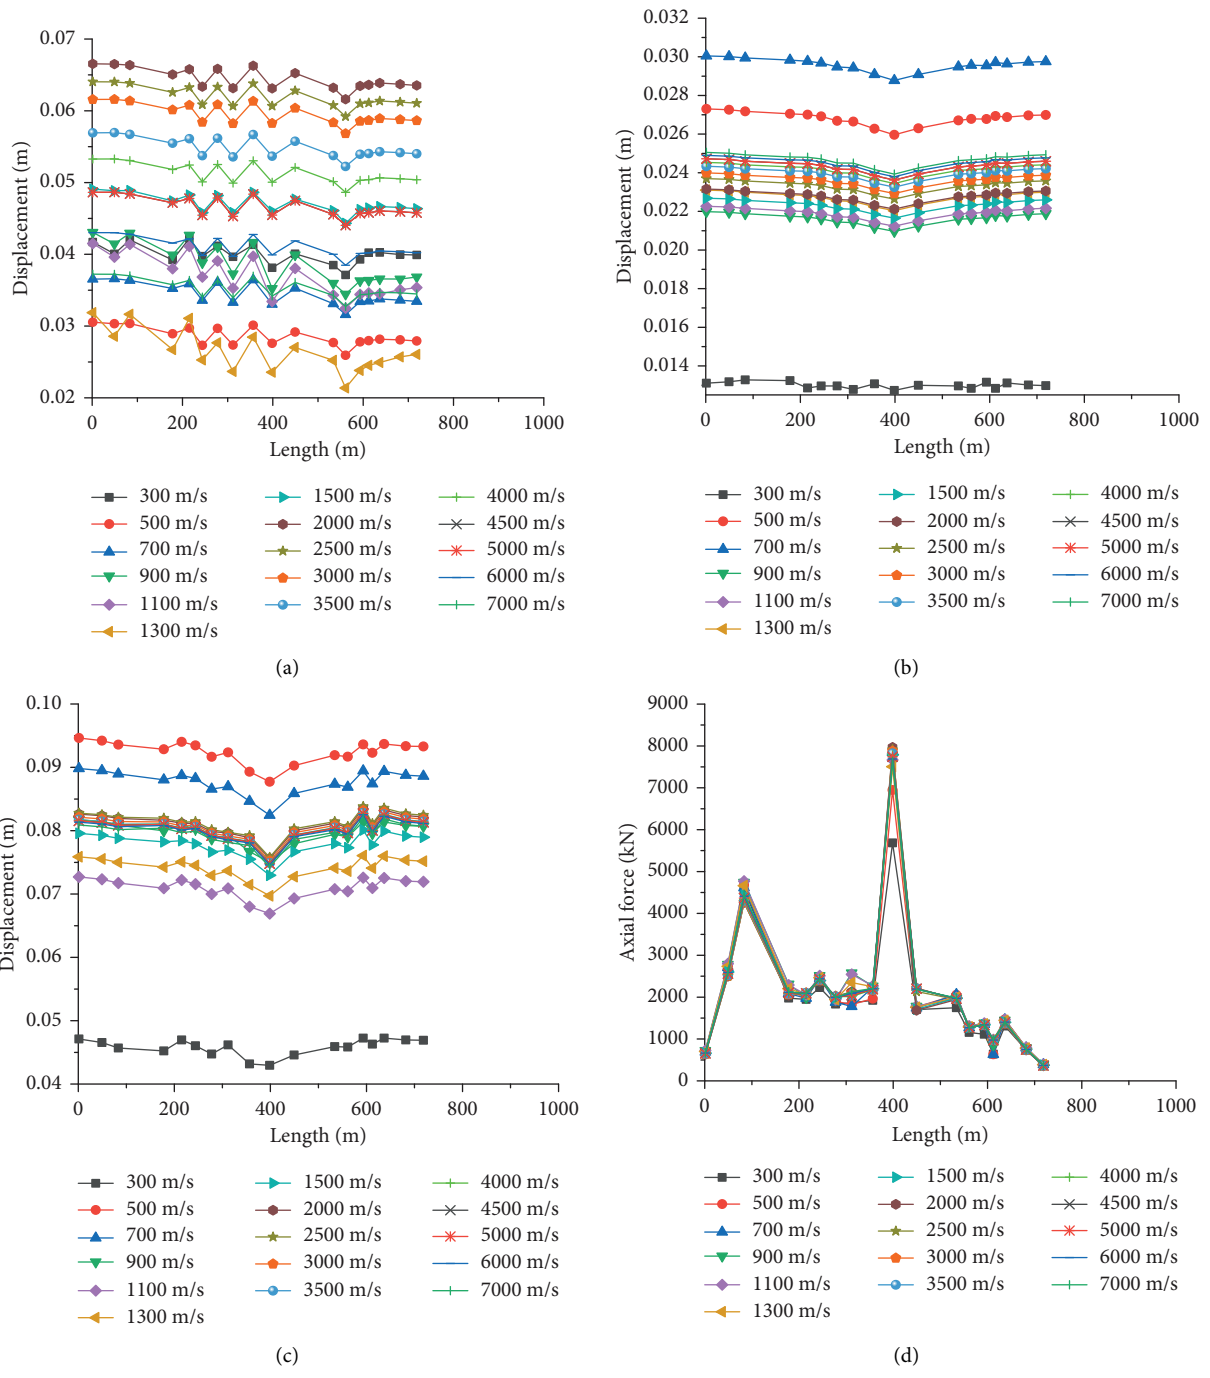 0.07
0.06
0.05
0.04
0.03
0.02
Displacement (m)
0 200 400 600 800 1000
Length (m)
300 m/s 1500 m/s 4000 m/s
500 m/s 2000 m/s 4500 m/s
700 m/s 2500 m/s 5000 m/s
900 m/s 3000 m/s 6000 m/s
1100 m/s 3500 m/s 7000 m/s
1300 m/s
(a)
0.032
0.030
0.028
0.026
0.024
0.022
0.020
0.018
0.016
0.014
Displacement (m)
0 200 400 600 800 1000
Length (m)
300 m/s 1500 m/s 4000 m/s
500 m/s 2000 m/s 4500 m/s
700 m/s 2500 m/s 5000 m/s
900 m/s 3000 m/s 6000 m/s
1100 m/s 3500 m/s 7000 m/s
1300 m/s
(b)
0.10
0.09
0.08
0.07
0.06
0.05
0.04
Displacement (m)
0 200 400 600 800 1000
Length (m)
300 m/s 1500 m/s 4000 m/s
500 m/s 2000 m/s 4500 m/s
700 m/s 2500 m/s 5000 m/s
900 m/s 3000 m/s 6000 m/s
1100 m/s 3500 m/s 7000 m/s
1300 m/s
(c)
9000
8000
7000
6000
5000
4000
3000
2000
1000
0
Axial force (kN)
0 200 400 600 800 1000
Length (m)
300 m/s 1500 m/s 4000 m/s
500 m/s 2000 m/s 4500 m/s
700 m/s 2500 m/s 5000 m/s
900 m/s 3000 m/s 6000 m/s
1100 m/s 3500 m/s 7000 m/s
1300 m/s
(d)